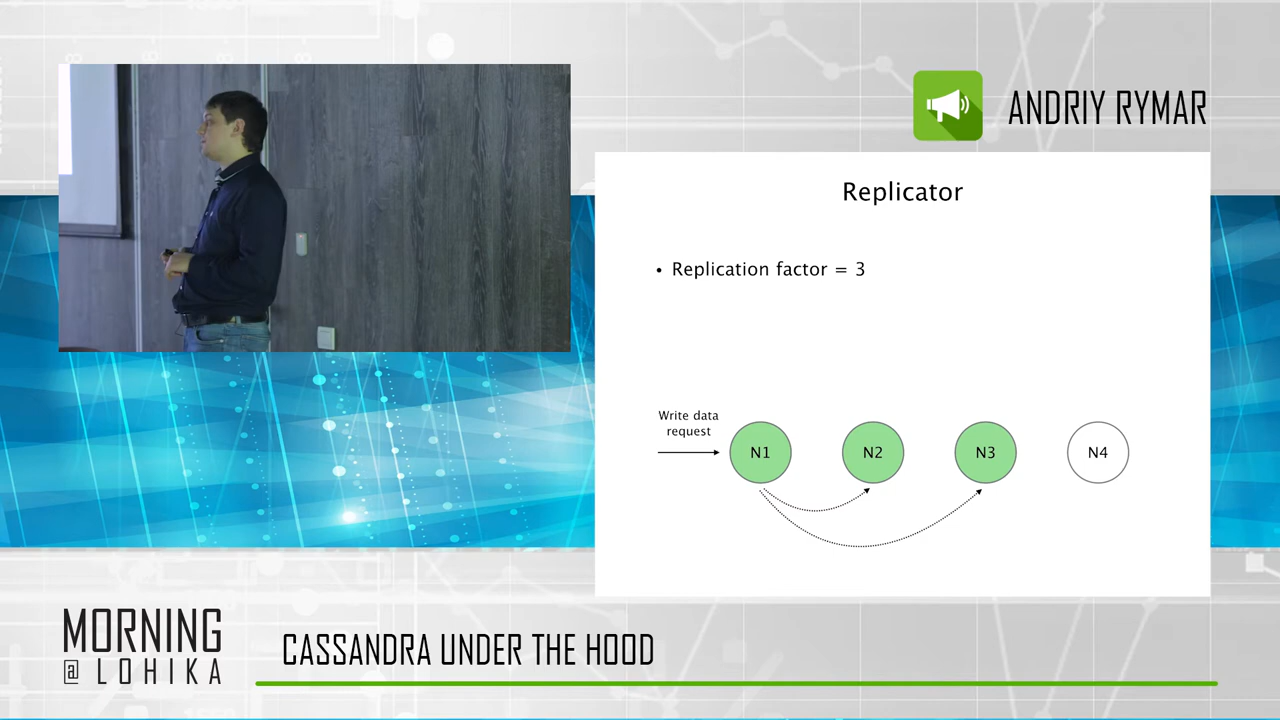 ANDRIY RYMAR
Replicator
• Replication factor = 3
Write data
request
N1
N2
N3
N4
MORNING
@ LOHIKA
CASSANDRA UNDER THE HOOD